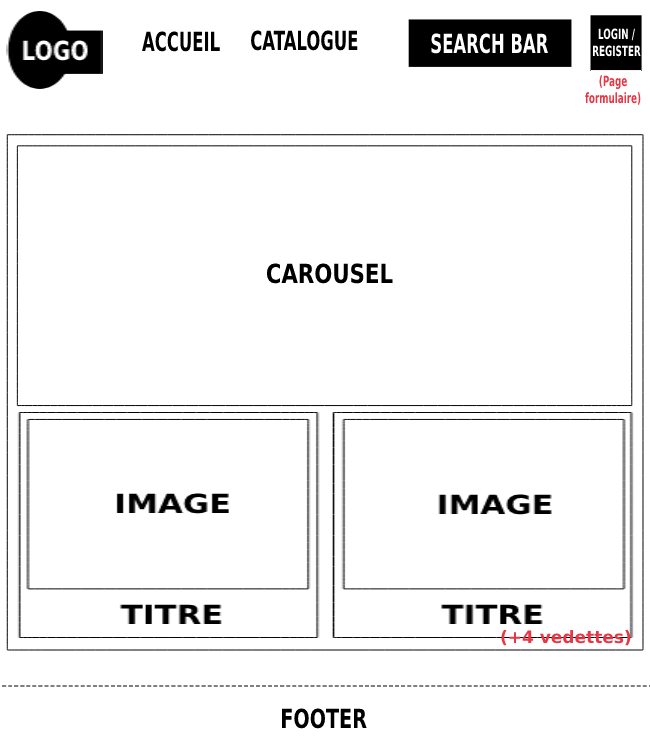 LOGO
ACCUEIL
CATALOGUE
SEARCH BAR
LOGIN /
REGISTER
(Page
formulaire)
CAROUSEL
IMAGE
IMAGE
TITRE
TITRE
(+4 vedettes)
FOOTER